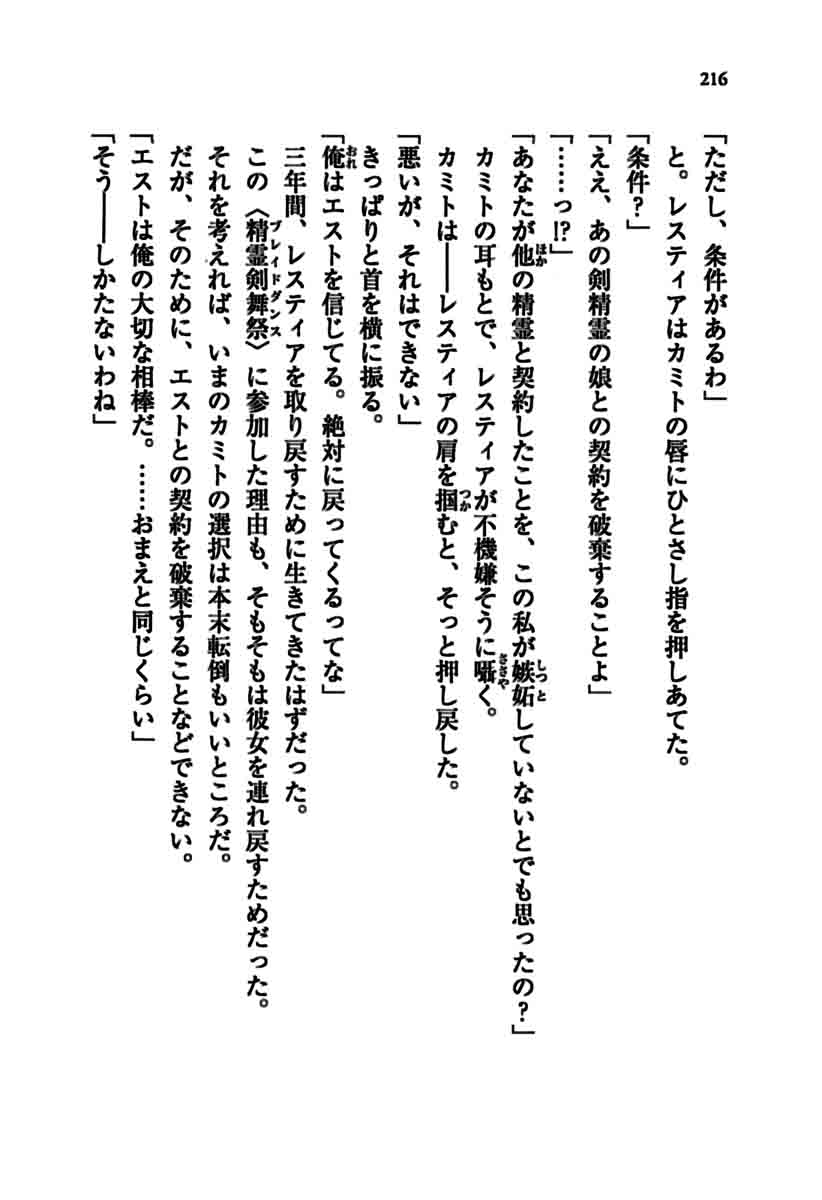 216
「ただし、条件があるわ」
と。レスティアはカミトの唇にひとさし指を押しあてた。
「条件？」
「ええ、あの剣精霊の娘との契約を破棄することよ」
「……っ!?」
「あなたが他の精霊と契約したことを、この私が嫉妬していないとでも思ったの？」
カミトの耳もとで、レスティアが不機嫌そうに囁く。
カミトは――レスティアの肩を掴むと、そっと押し戻した。
「悪いが、それはできない」
きっぱりと首を横に振る。
「俺はエストを信じてる。絶対に戻ってくるってな」
三年間、レスティアを取り戻すために生きてきたはずだった。
この〈精霊剣舞祭〉に参加した理由も、そもそもは彼女を連れ戻すためだった。
それを考えれば、いまのカミトの選択は本末転倒もいいところだ。
だが、そのために、エストとの契約を破棄することなどできない。
「エストは俺の大切な相棒だ。……おまえと同じくらい」
「そう――しかたないわね」